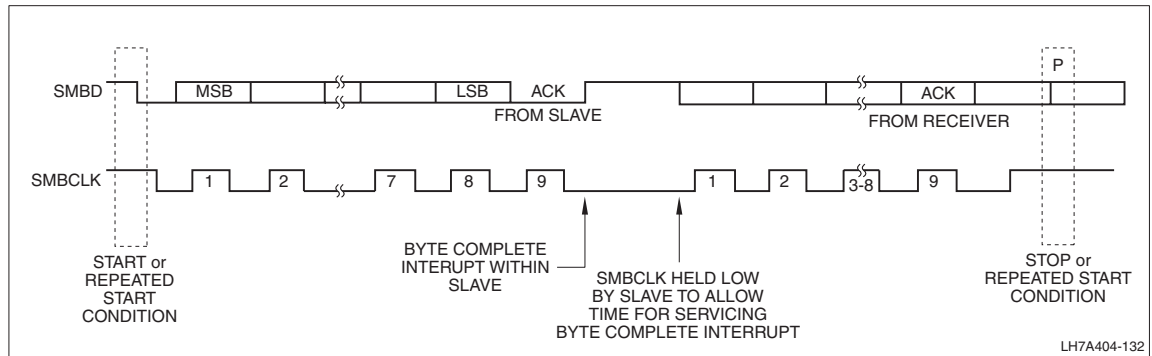 P
SMBD
MSB
LSB
ACK
ACK
FROM SLAVE
FROM RECEIVER
SMBCLK
1
2
7
8
9
1
2
3-8
9
START or
REPEATED
START
CONDITION
BYTE COMPLETE
INTERUPT WITHIN
SLAVE
SMBCLK HELD LOW
BY SLAVE TO ALLOW
TIME FOR SERVICING
BYTE COMPLETE INTERRUPT
STOP or
REPEATED START
CONDITION
LH7A404-132